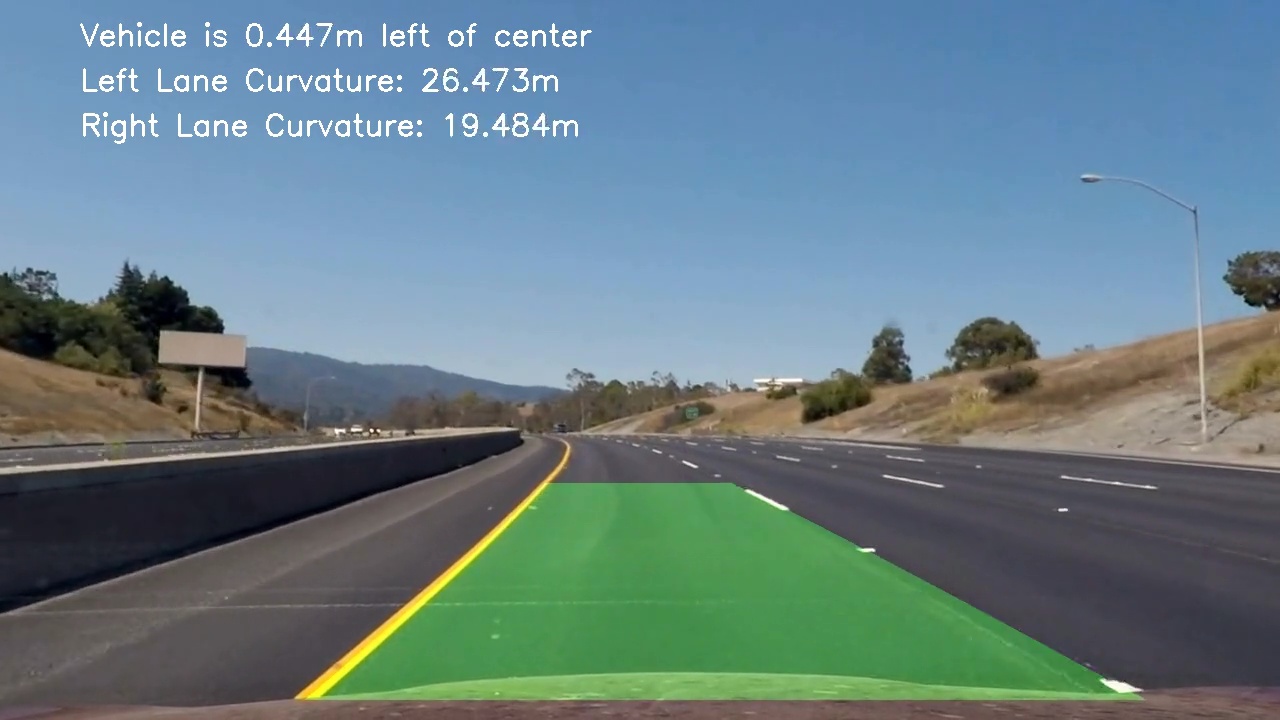 Vehicle is 0.447m left of center
Left Lane Curvature: 26.473m
Right Lane Curvature: 19.484m